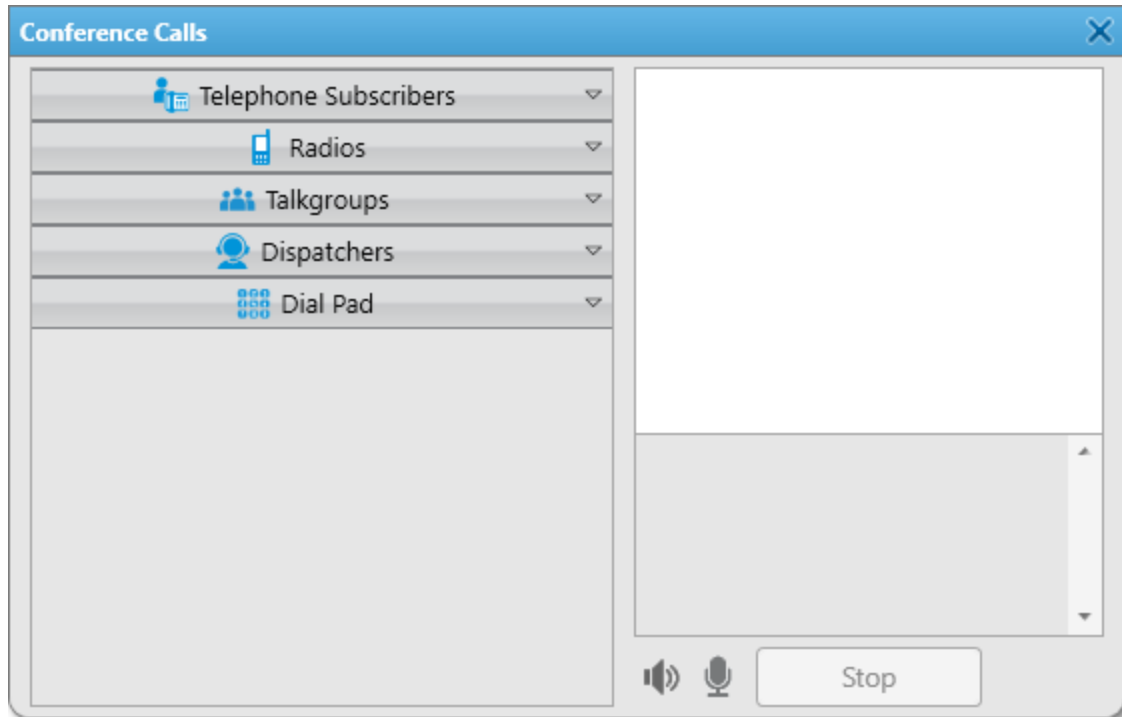 Conference Calls
Telephone Subscribers
Radios
Talkgroups
Dispatchers
Dial Pad
Stop